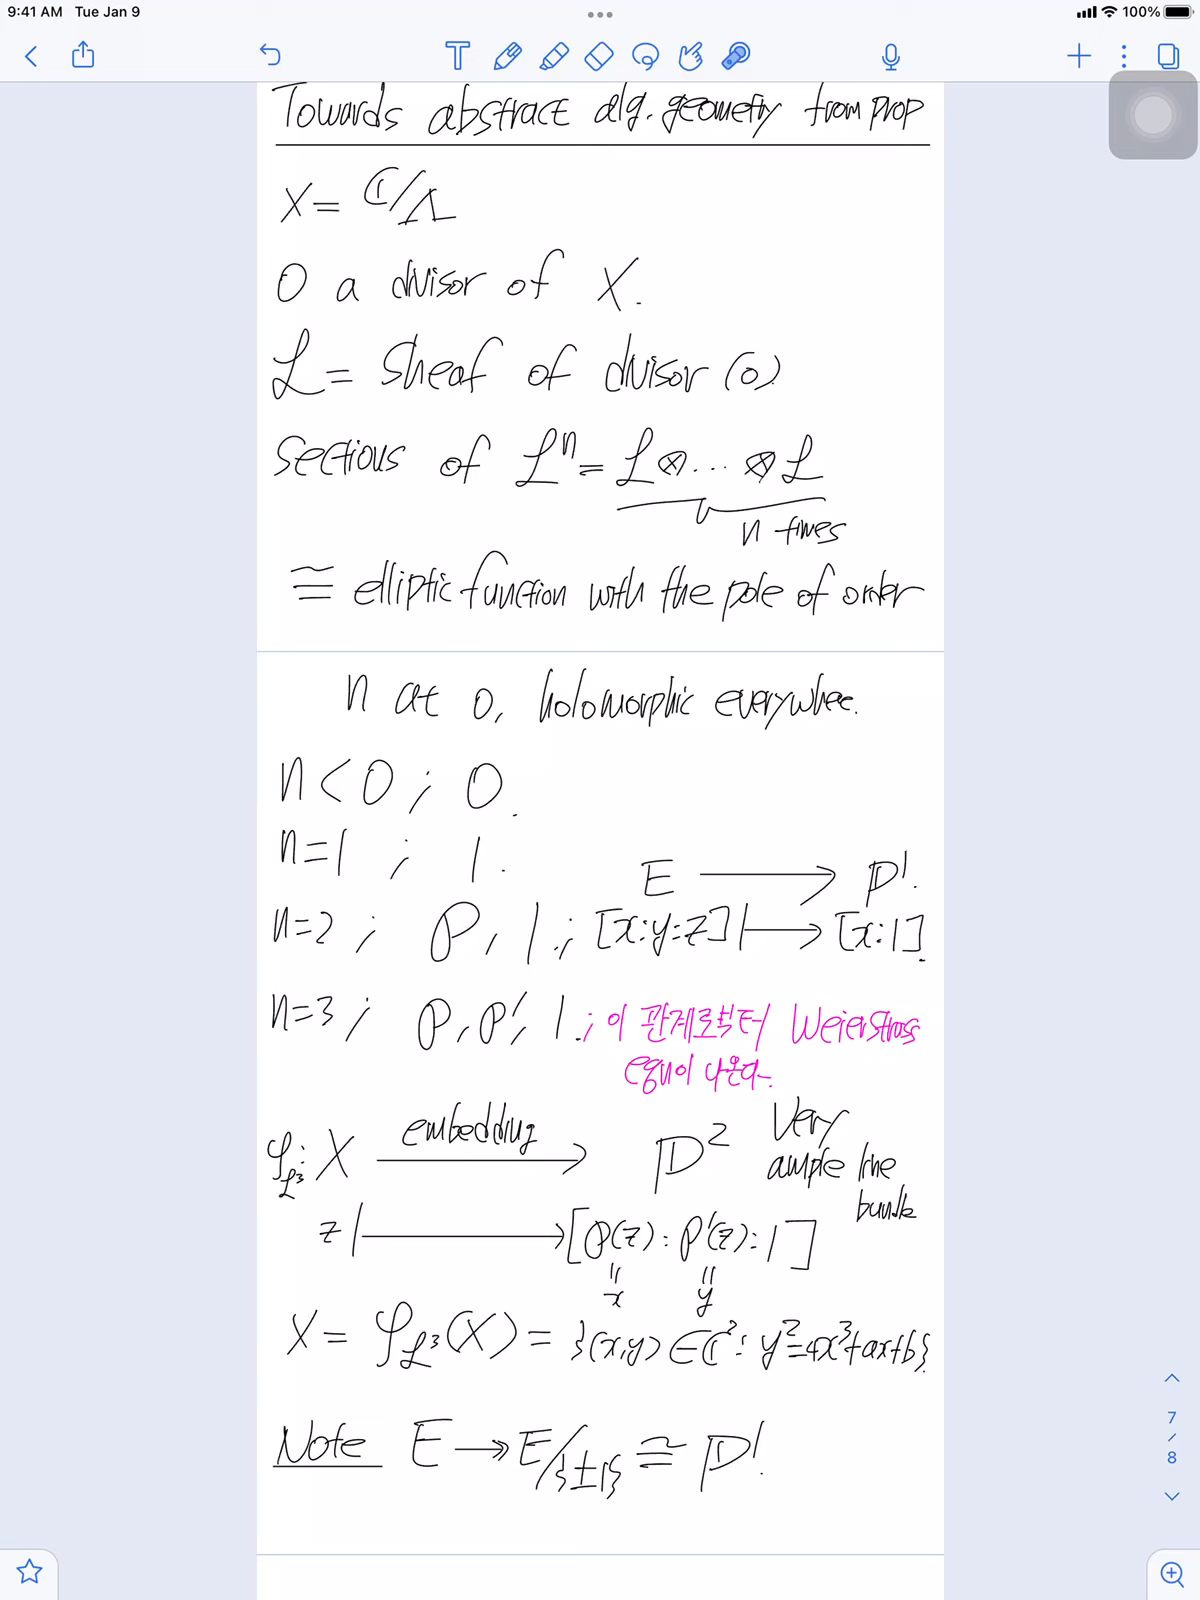 9:41 AM Tue Jan 9
100%
Towards abstract alg. geometry from prop
X = ℂ/Λ
0 a divisor of X.
ℒ = Sheaf of divisor (0)
Sections of ℒⁿ = ℒ⊗...⊗ℒ
n times
≅ elliptic function with the pole of order
n at 0, holomorphic everywhere.
n<0 ; 0.
n=1 ; 1.
E → ℙ¹.
n=2 ; ℘, 1. ; [x:y:z] ↦ [x:1].
n=3 ; ℘, ℘', 1. ; 이 관계로부터 Weierstrass
eqn이 나온다.
φ_ℒ³ : X → ℙ²
embedding
Very
ample line
bundle
z ↦ [℘(z) : ℘'(z) : 1]
= =
x y
X = φ_ℒ³(X) = {(x,y) ∈ ℂ² : y²=4x³+ax+b}
Note E ↠ E/{±1} ≅ ℙ¹.
7
/
8